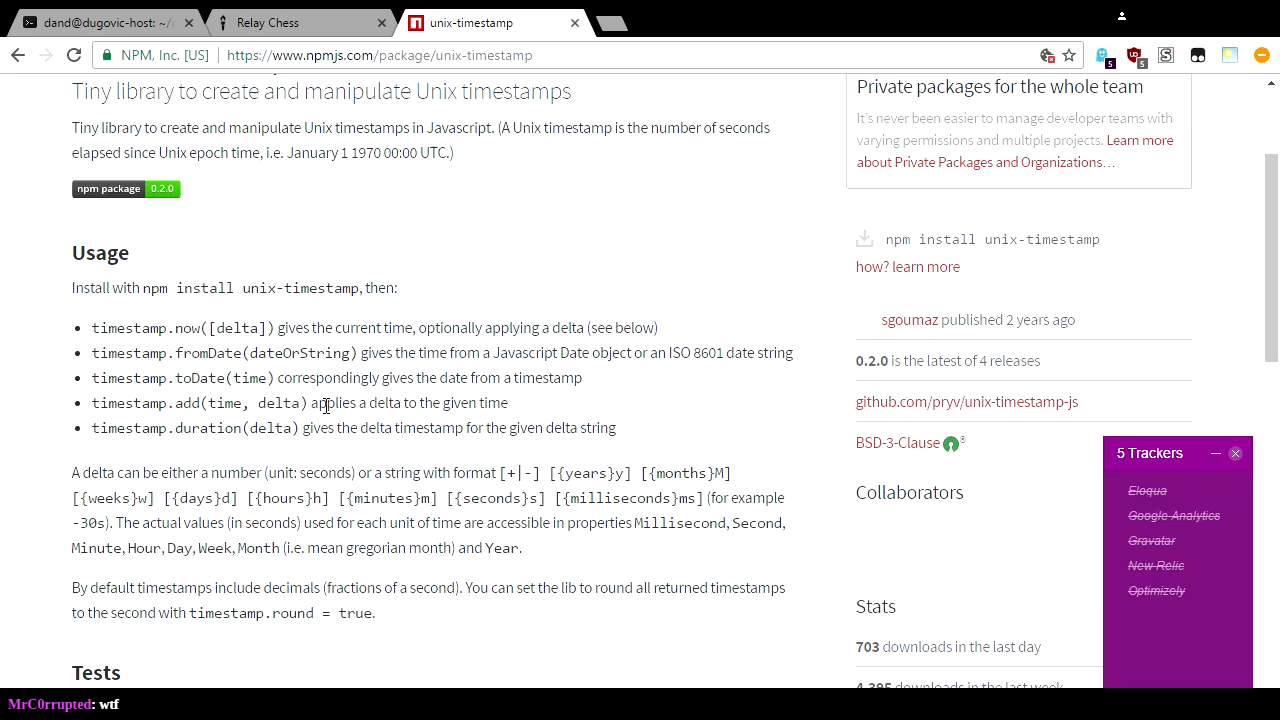 dand@dugovic-host: ~/r
Relay Chess
unix-timestamp
NPM, Inc. [US]
https://www.npmjs.com/package/unix-timestamp
Tiny library to create and manipulate Unix timestamps
Tiny library to create and manipulate Unix timestamps in Javascript. (A Unix timestamp is the number of seconds
elapsed since Unix epoch time, i.e. January 1 1970 00:00 UTC.)
npm package 0.2.0
Usage
Install with npm install unix-timestamp, then:
timestamp.now([delta]) gives the current time, optionally applying a delta (see below)
timestamp.fromDate(dateOrString) gives the time from a Javascript Date object or an ISO 8601 date string
timestamp.toDate(time) correspondingly gives the date from a timestamp
timestamp.add(time, delta) applies a delta to the given time
timestamp.duration(delta) gives the delta timestamp for the given delta string
A delta can be either a number (unit: seconds) or a string with format [+|-] [{years}y] [{months}M]
[{weeks}w] [{days}d] [{hours}h] [{minutes}m] [{seconds}s] [{milliseconds}ms] (for example
-30s). The actual values (in seconds) used for each unit of time ere accessible in properties Millisecond, Second,
Minute, Hour, Day, Week, Month (i.e. mean gregorian month) and Year.
By default timestamps include decimals (fractions of a second). You can set the lib to round all returned timestamps
to the second with timestamp.round = true.
Tests
Private packages for the whole team
It's never been easier to manage developer teams with
varying permissions and multiple projects. Learn more
about Private Packages and Organizations…
npm install unix-timestamp
how? learn more
sgoumaz published 2 years ago
0.2.0 is the latest of 4 releases
github.com/pryv/unix-timestamp-js
BSD-3-Clause
Collaborators
Stats
703 downloads in the last day
4,395 downloads in the last week
5 Trackers
Eloqua
Google Analytics
Gravatar
New Relic
Optimizely
MrC0rrupted: wtf